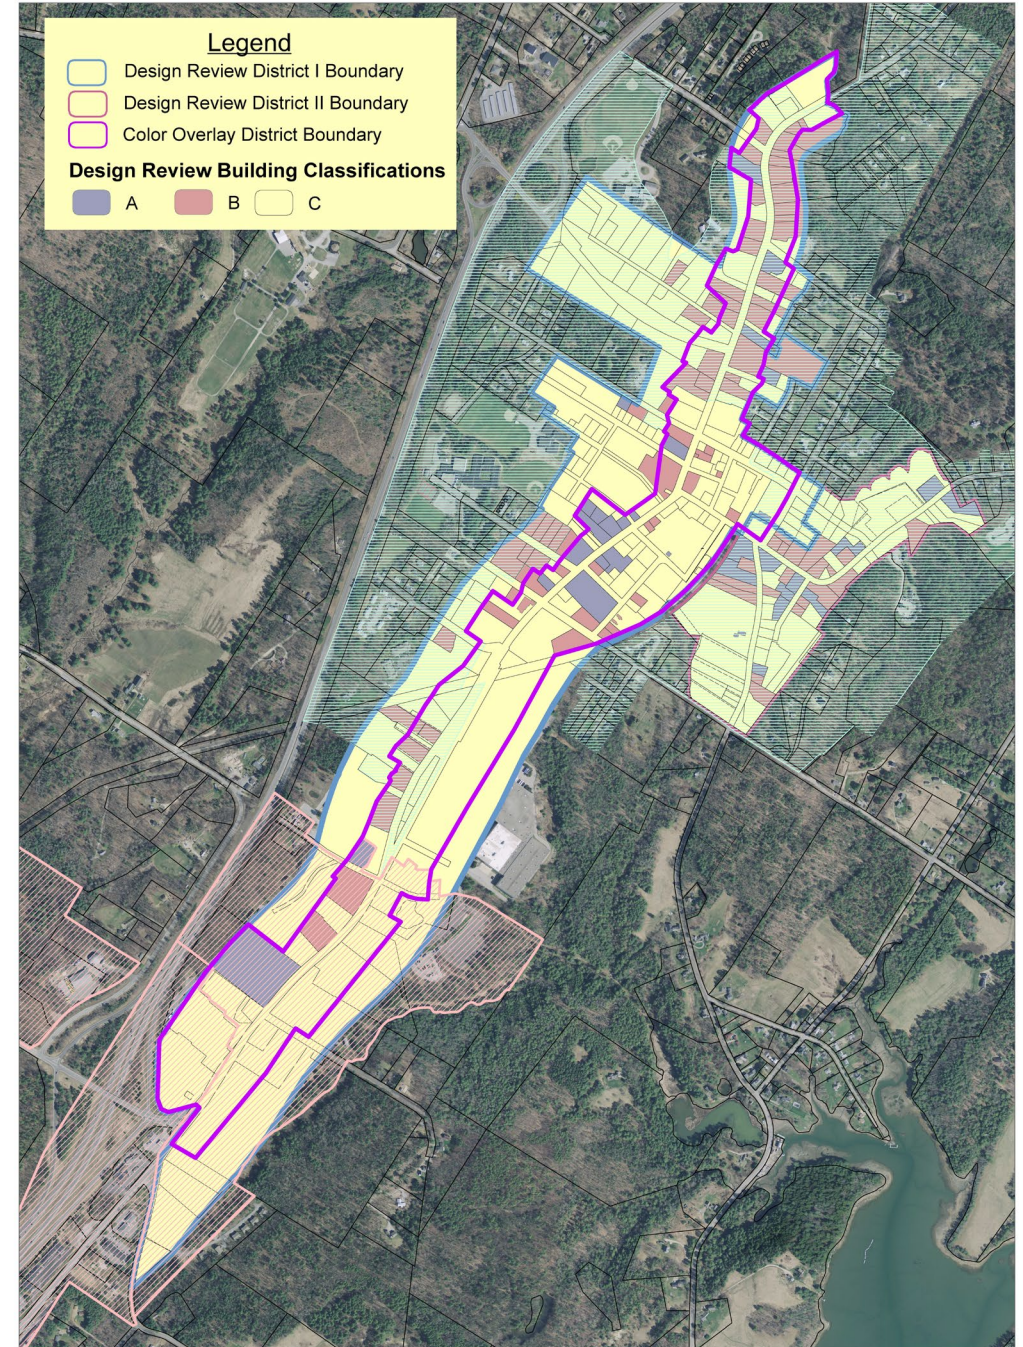 Legend
Design Review District I Boundary
Design Review District II Boundary
Color Overlay District Boundary
Design Review Building Classifications
A B C